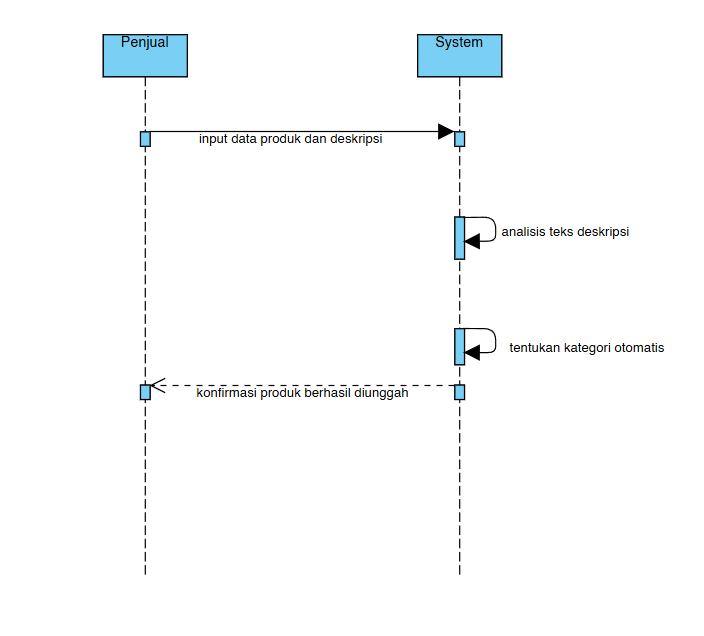 Penjual
System
input data produk dan deskripsi
analisis teks deskripsi
tentukan kategori otomatis
konfirmasi produk berhasil diunggah